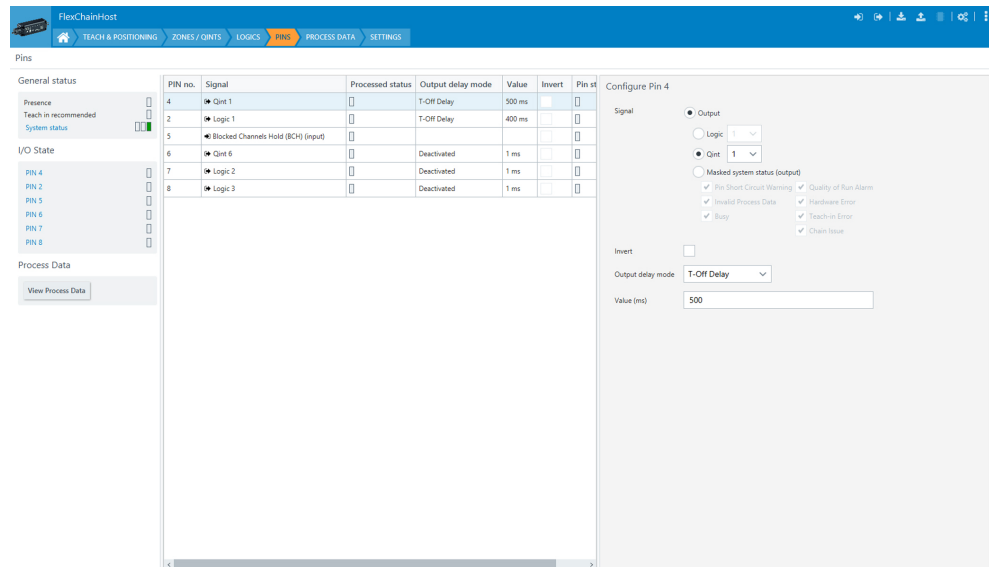 FlexChainHost
TEACH & POSITIONING
ZONES / QINTS
LOGICS
PINS
PROCESS DATA
SETTINGS
Pins
General status
Presence
Teach in recommended
System status
I/O State
PIN 4
PIN 2
PIN 5
PIN 6
PIN 7
PIN 8
Process Data
View Process Data
PIN no. Signal Processed status Output delay mode Value Invert Pin st
4 Qint 1 T-Off Delay 500 ms
2 Logic 1 T-Off Delay 400 ms
5 Blocked Channels Hold (BCH) (input)
6 Qint 6 Deactivated 1 ms
7 Logic 2 Deactivated 1 ms
8 Logic 3 Deactivated 1 ms
Configure Pin 4
Signal Output
Logic 1
Qint 1
Masked system status (output)
Pin Short Circuit Warning Quality of Run Alarm
Invalid Process Data Hardware Error
Busy Teach-in Error
Chain Issue
Invert
Output delay mode T-Off Delay
Value (ms) 500